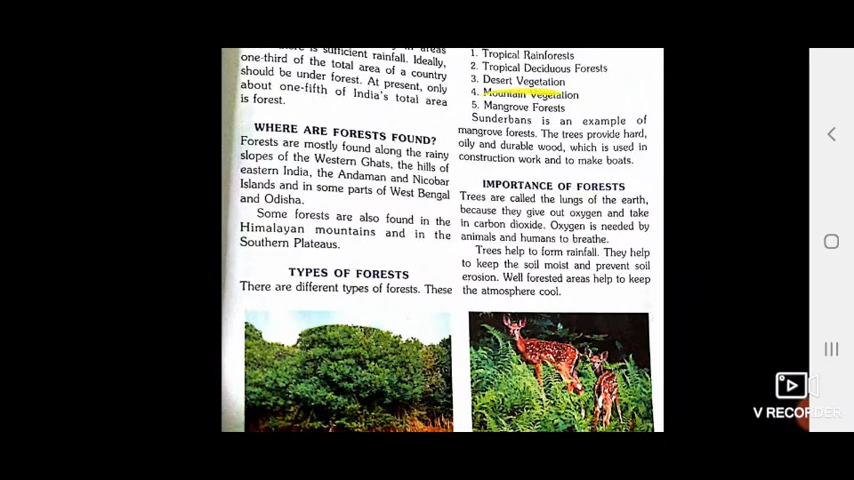 is sufficient rainfall. Ideally,
one-third of the total area of a country
should be under forest. At present, only
about one-fifth of India's total area
is forest.
WHERE ARE FORESTS FOUND?
Forests are mostly found along the rainy
slopes of the Western Ghats, the hills of
eastern India, the Andaman and Nicobar
Islands and in some parts of West Bengal
and Odisha.
Some forests are also found in the
Himalayan mountains and in the
Southern Plateaus.
TYPES OF FORESTS
There are different types of forests. These
1. Tropical Rainforests
2. Tropical Deciduous Forests
3. Desert Vegetation
4. Mountain Vegetation
5. Mangrove Forests
Sunderbans is an example of
mangrove forests. The trees provide hard,
oily and durable wood, which is used in
construction work and to make boats.
IMPORTANCE OF FORESTS
Trees are called the lungs of the earth,
because they give out oxygen and take
in carbon dioxide. Oxygen is needed by
animals and humans to breathe.
Trees help to form rainfall. They help
to keep the soil moist and prevent soil
erosion. Well forested areas help to keep
the atmosphere cool.
V RECORDER